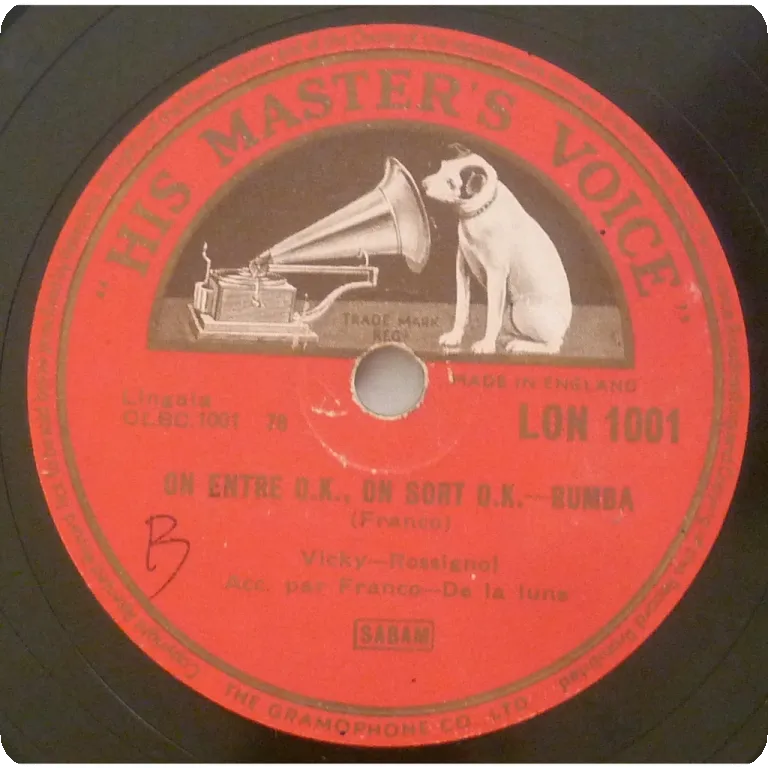 "HIS MASTER'S VOICE"
TRADE MARK
REG
MADE IN ENGLAND
Lingala
OLBC.1001 78
LON 1001
ON ENTRE O.K., ON SORT O.K.—RUMBA
(Franco)
Vicky—Rossignol
Acc. par Franco—De la lune
B
SABAM
THE GRAMOPHONE CO. LTD.